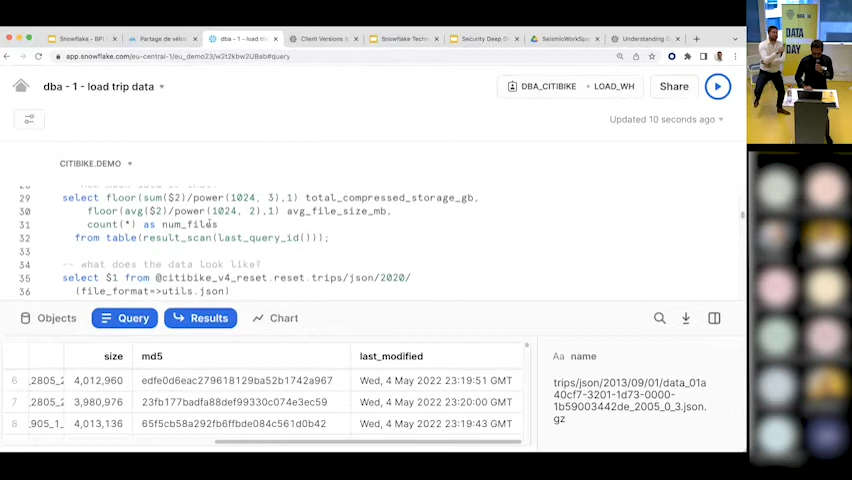 Snowflake - BPI
Partage de vélos
dba - 1 - load trip data
Client Versions &
Snowflake Techn
Security Deep D
SeismicWorkSpa
Understanding
app.snowflake.com/eu-central-1/eu_demo23/w2t2kbw2UBab#query
dba - 1 - load trip data
DBA_CITIBIKE
LOAD_WH
Share
Updated 10 seconds ago
CITIBIKE.DEMO
29 select floor(sum($2)/power(1024, 3),1) total_compressed_storage_gb,
30 floor(avg($2)/power(1024, 2),1) avg_file_size_mb,
31 count(*) as num_files
32 from table(result_scan(last_query_id()));
33
34 -- what does the data look like?
35 select $1 from @citibike_v4_reset.reset.trips/json/2020/
36 (file_format=>utils.json)
Objects
Query
Results
Chart
size md5 last_modified
6 _2805_2 4,012,960 edfe0d6eac279618129ba52b1742a967 Wed, 4 May 2022 23:19:51 GMT
7 _2805_2 3,980,976 23fb177badfa88def99330c074e3ec59 Wed, 4 May 2022 23:20:00 GMT
8 _905_1_ 4,013,136 65f5cb58a292fb6ffbde084c561d0b42 Wed, 4 May 2022 23:19:43 GMT
Aa name
trips/json/2013/09/01/data_01a
40cf7-3201-1d73-0000-
1b59003442de_2005_0_3.json.
gz
DATA
DAY